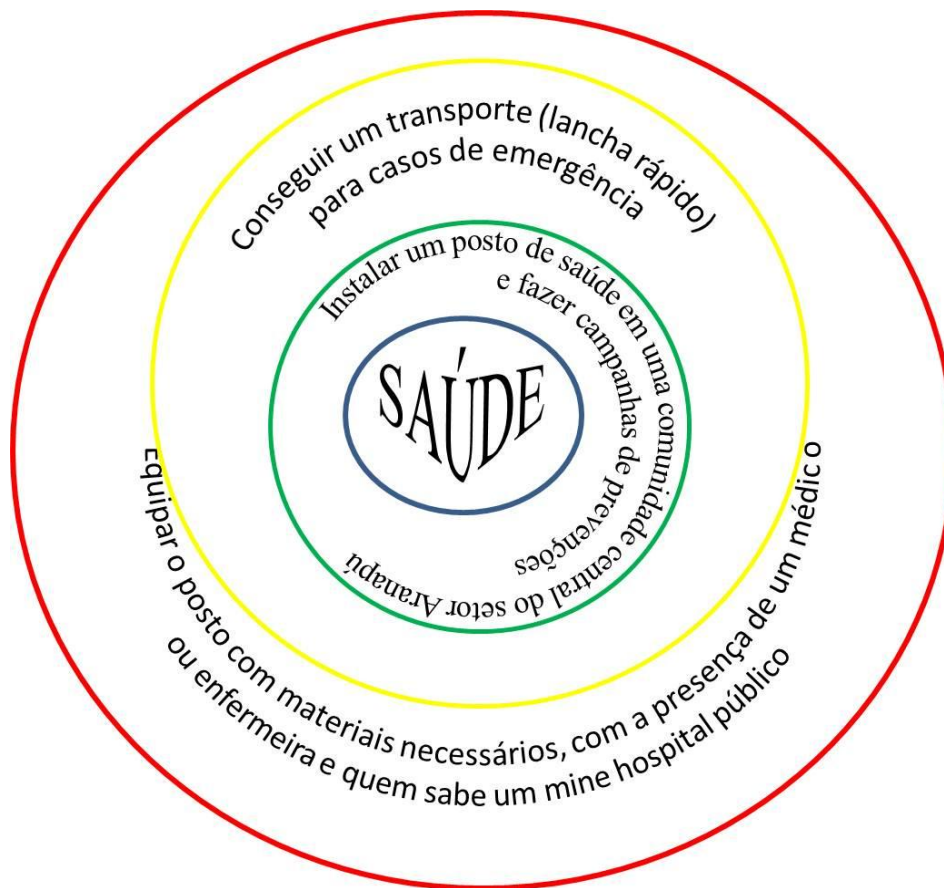 Conseguir um transporte (lancha rápido)
para casos de emergência
Instalar um posto de saúde em uma comunidade central do setor Aranapú
e fazer campanhas de prevenções
SAÚDE
Equipar o posto com materiais necessários, com a presença de um médico
ou enfermeira e quem sabe um mine hospital público